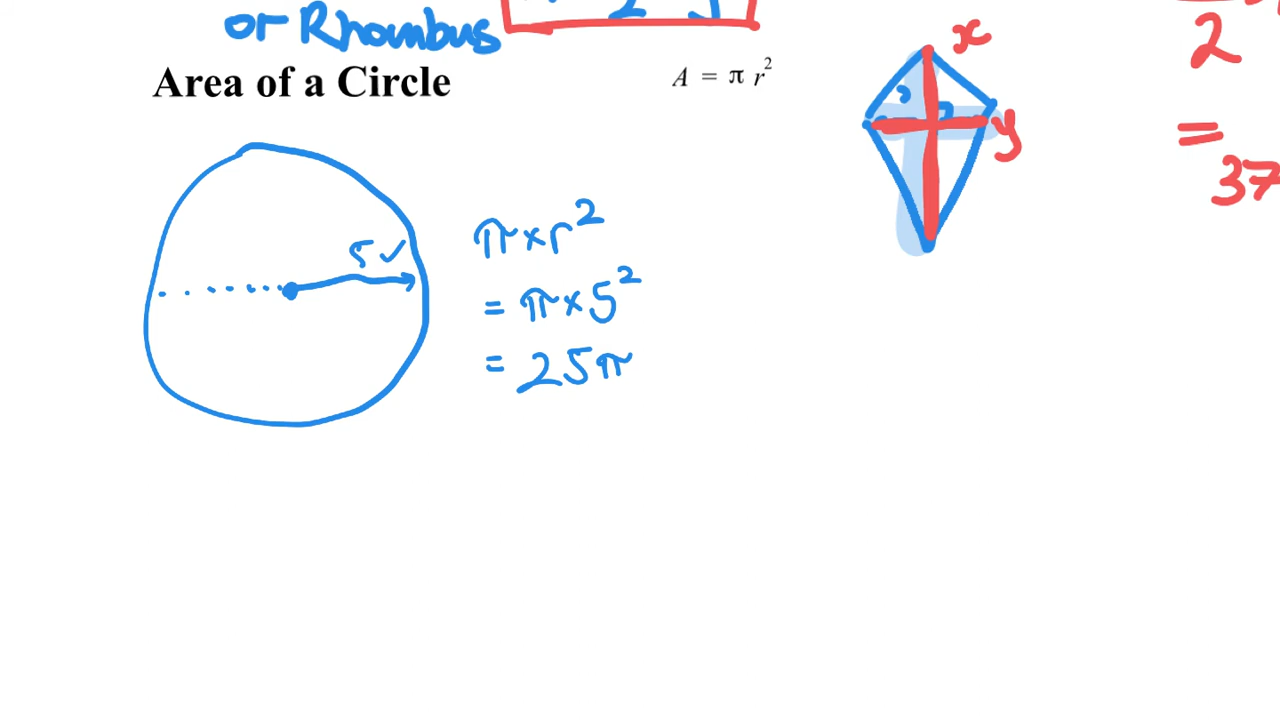 or Rhombus
Area of a Circle
A = π r²
x
y
2
=
37
5 ✓
π×r²
= π×5²
= 25π